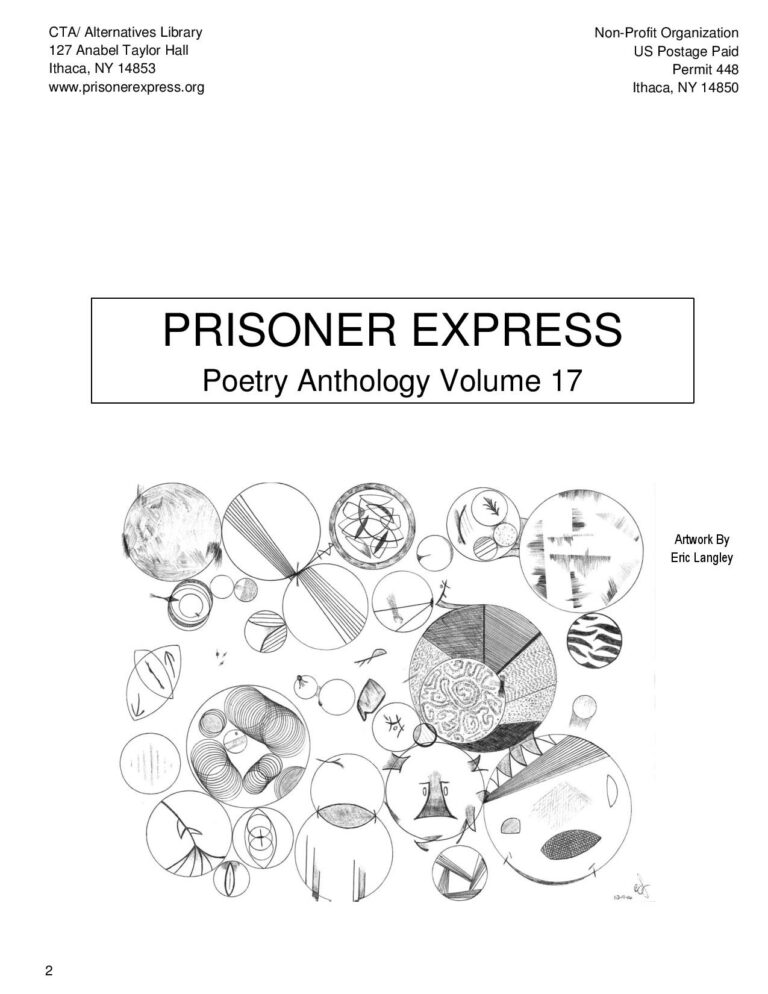 CTA/ Alternatives Library
127 Anabel Taylor Hall
Ithaca, NY 14853
www.prisonerexpress.org
Non-Profit Organization
US Postage Paid
Permit 448
Ithaca, NY 14850
PRISONER EXPRESS
Poetry Anthology Volume 17
Artwork By
Eric Langley
2